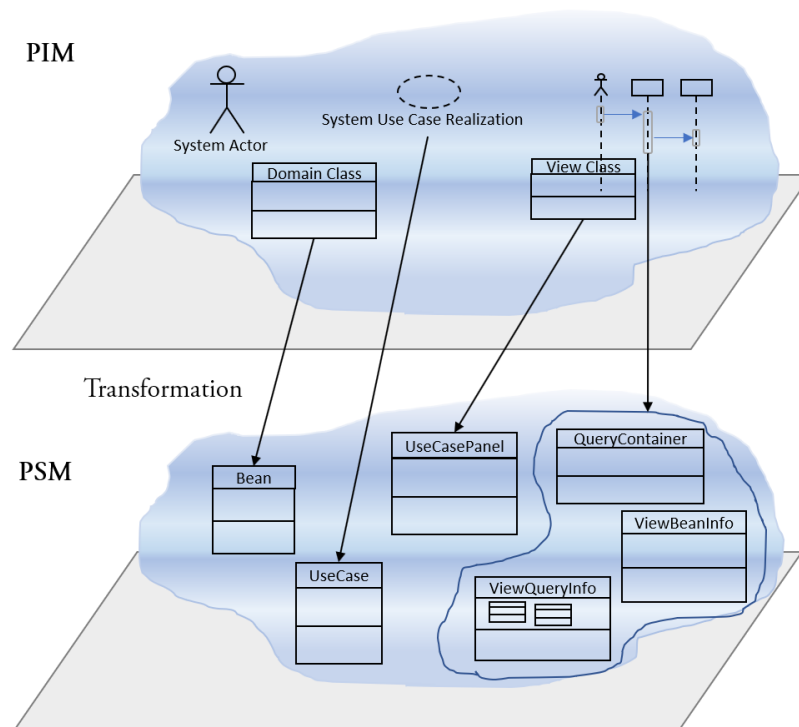 PIM
System Use Case Realization
System Actor
Domain Class
View Class
Transformation
PSM
UseCasePanel
QueryContainer
Bean
ViewBeanInfo
UseCase
ViewQueryInfo